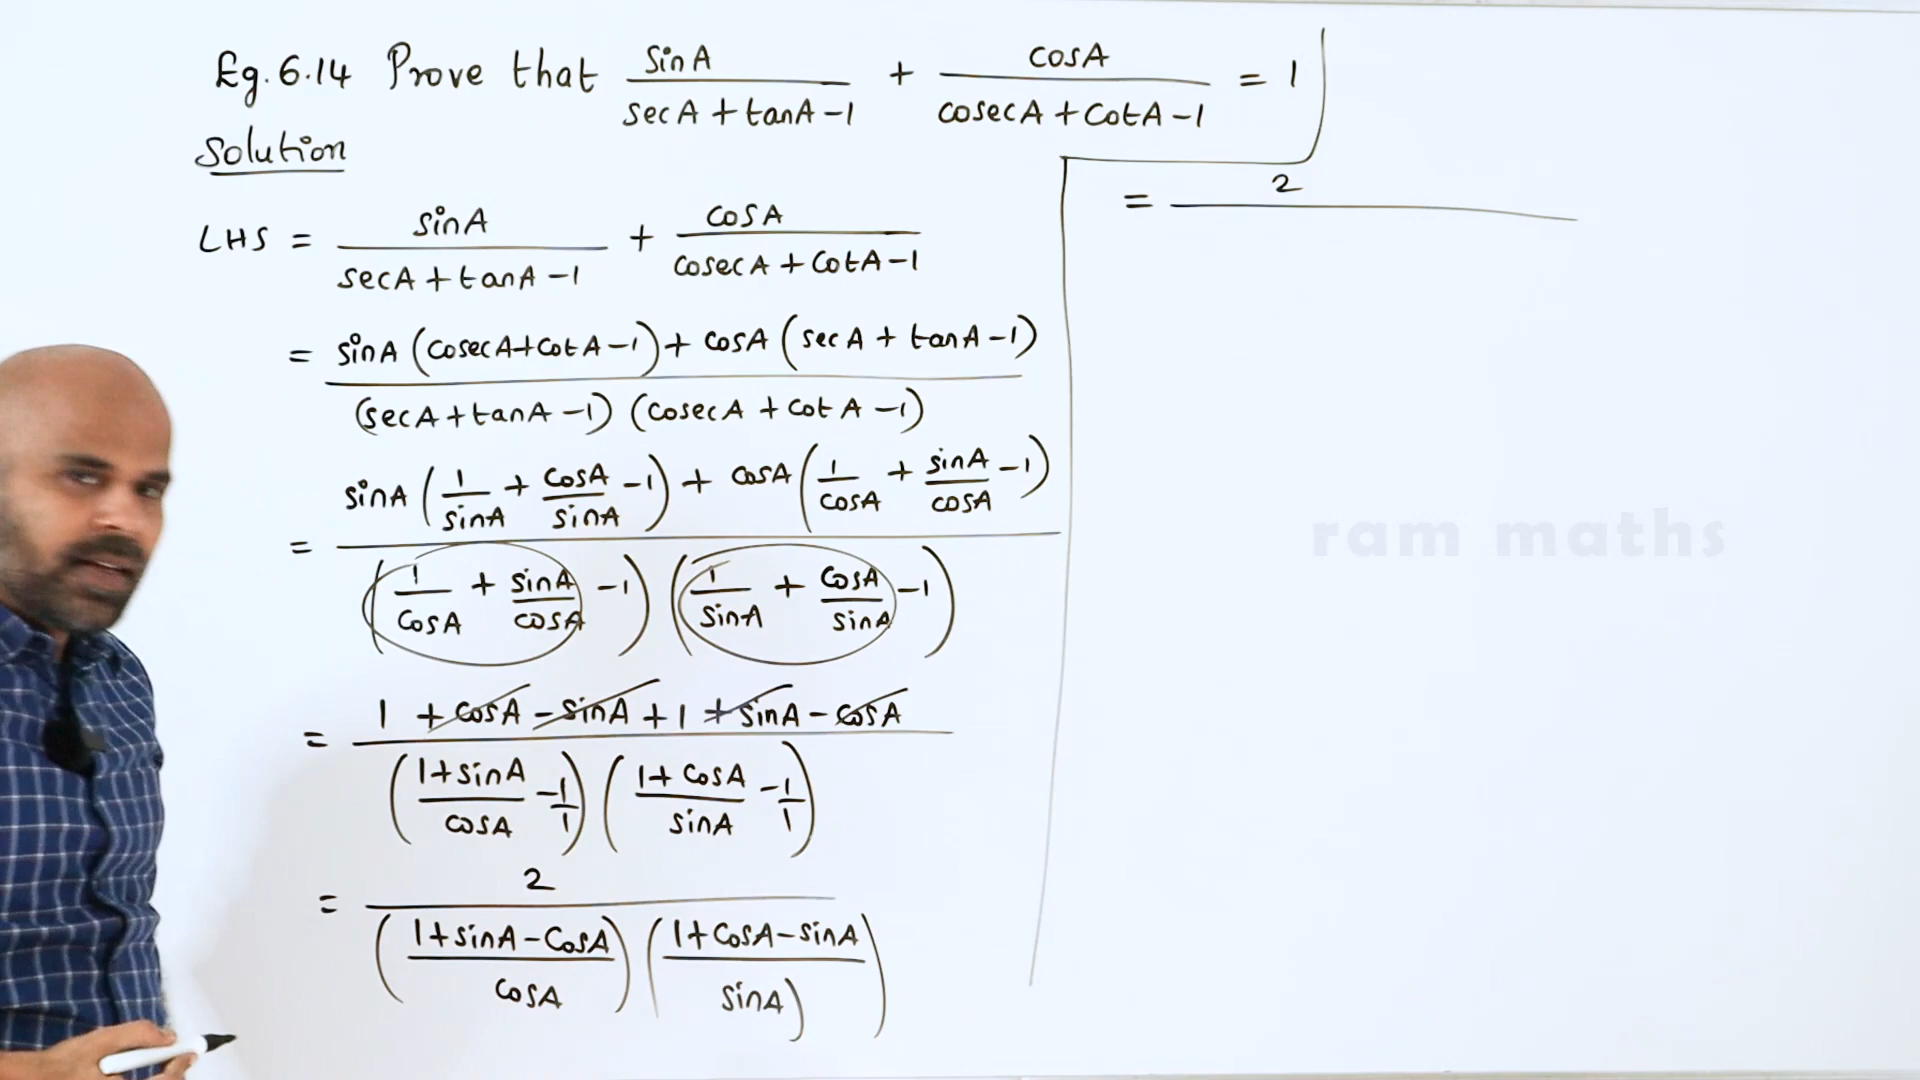 Eg. 6.14 Prove that sinA / (secA + tanA − 1) + cosA / (cosecA + cotA − 1) = 1
Solution
LHS = sinA / (secA + tanA − 1) + cosA / (cosecA + cotA − 1)
= [sinA (cosecA + cotA − 1) + cosA (secA + tanA − 1)] / [(secA + tanA − 1) (cosecA + cotA − 1)]
= [sinA (1/sinA + cosA/sinA − 1) + cosA (1/cosA + sinA/cosA − 1)] / [(1/cosA + sinA/cosA − 1) (1/sinA + cosA/sinA − 1)]
= [1 + cosA − sinA + 1 + sinA − cosA] / [((1 + sinA)/cosA − 1/1) ((1 + cosA)/sinA − 1/1)]
= 2 / [((1 + sinA − cosA)/cosA) ((1 + cosA − sinA)/sinA)]
= 2 /
ram maths